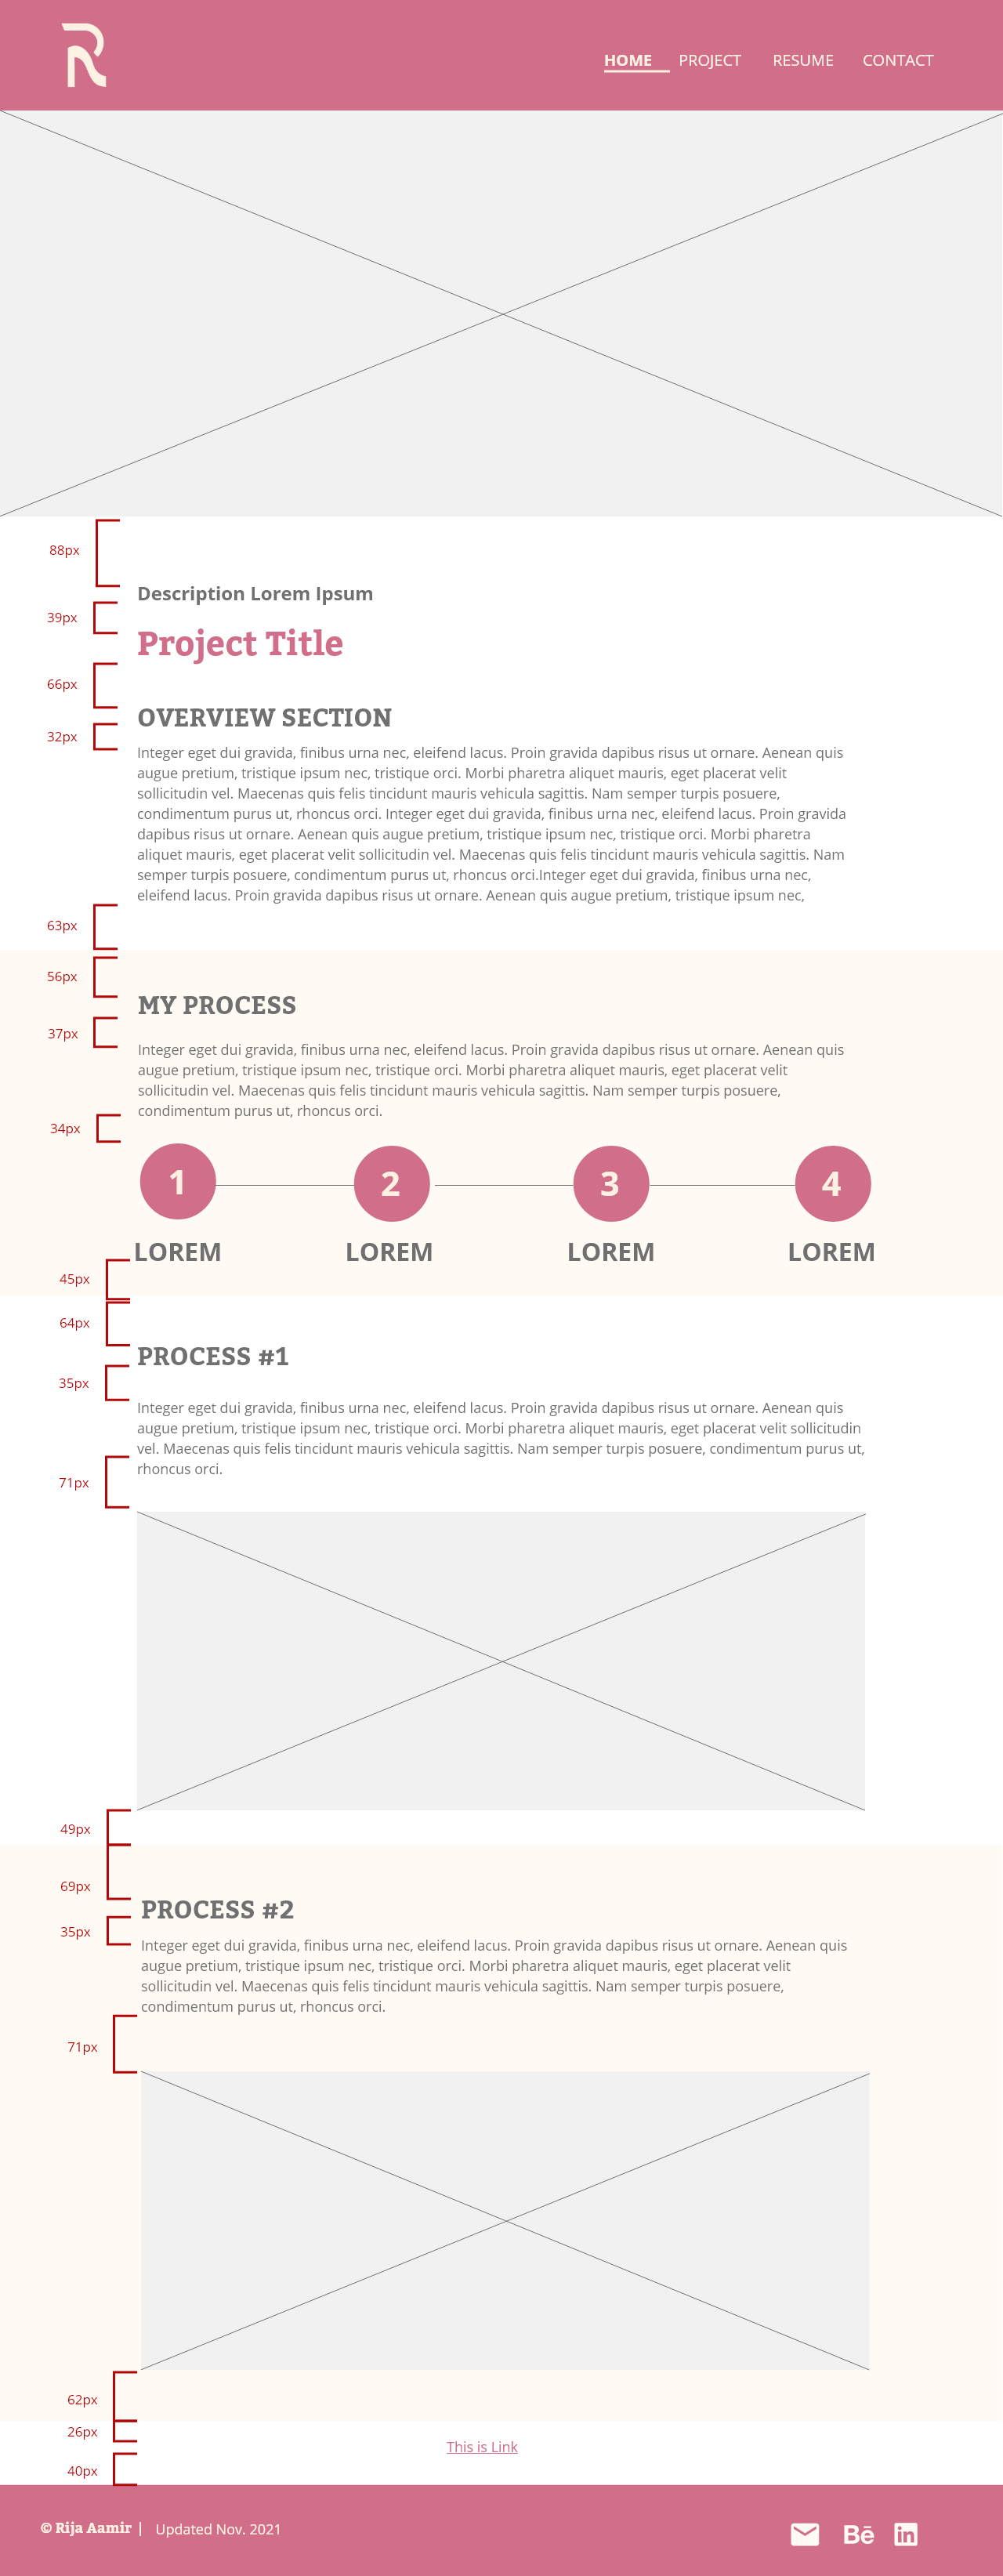 R
HOME PROJECT RESUME CONTACT
88px
Description Lorem Ipsum
39px
Project Title
66px
OVERVIEW SECTION
32px
Integer eget dui gravida, finibus urna nec, eleifend lacus. Proin gravida dapibus risus ut ornare. Aenean quis
augue pretium, tristique ipsum nec, tristique orci. Morbi pharetra aliquet mauris, eget placerat velit
sollicitudin vel. Maecenas quis felis tincidunt mauris vehicula sagittis. Nam semper turpis posuere,
condimentum purus ut, rhoncus orci. Integer eget dui gravida, finibus urna nec, eleifend lacus. Proin gravida
dapibus risus ut ornare. Aenean quis augue pretium, tristique ipsum nec, tristique orci. Morbi pharetra
aliquet mauris, eget placerat velit sollicitudin vel. Maecenas quis felis tincidunt mauris vehicula sagittis. Nam
semper turpis posuere, condimentum purus ut, rhoncus orci.Integer eget dui gravida, finibus urna nec,
eleifend lacus. Proin gravida dapibus risus ut ornare. Aenean quis augue pretium, tristique ipsum nec,
63px
56px
MY PROCESS
37px
Integer eget dui gravida, finibus urna nec, eleifend lacus. Proin gravida dapibus risus ut ornare. Aenean quis
augue pretium, tristique ipsum nec, tristique orci. Morbi pharetra aliquet mauris, eget placerat velit
sollicitudin vel. Maecenas quis felis tincidunt mauris vehicula sagittis. Nam semper turpis posuere,
condimentum purus ut, rhoncus orci.
34px
1 2 3 4
LOREM LOREM LOREM LOREM
45px
64px
PROCESS #1
35px
Integer eget dui gravida, finibus urna nec, eleifend lacus. Proin gravida dapibus risus ut ornare. Aenean quis
augue pretium, tristique ipsum nec, tristique orci. Morbi pharetra aliquet mauris, eget placerat velit sollicitudin
vel. Maecenas quis felis tincidunt mauris vehicula sagittis. Nam semper turpis posuere, condimentum purus ut,
rhoncus orci.
71px
49px
69px
PROCESS #2
35px
Integer eget dui gravida, finibus urna nec, eleifend lacus. Proin gravida dapibus risus ut ornare. Aenean quis
augue pretium, tristique ipsum nec, tristique orci. Morbi pharetra aliquet mauris, eget placerat velit
sollicitudin vel. Maecenas quis felis tincidunt mauris vehicula sagittis. Nam semper turpis posuere,
condimentum purus ut, rhoncus orci.
71px
62px
26px
This is Link
40px
© Rija Aamir | Updated Nov. 2021 Bē in